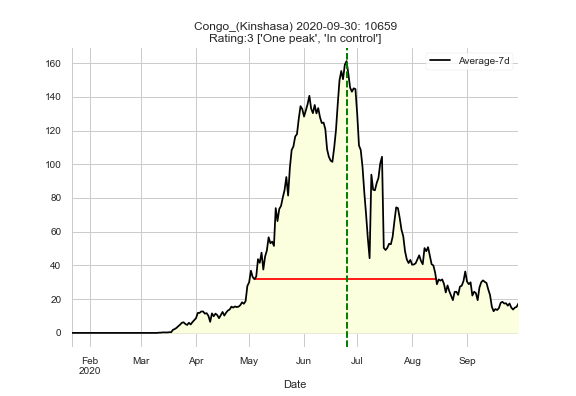 Congo_(Kinshasa) 2020-09-30: 10659
Rating:3 ['One peak', 'In control']
Average-7d
160
140
120
100
80
60
40
20
0
Feb Mar Apr May Jun Jul Aug Sep
2020
Date